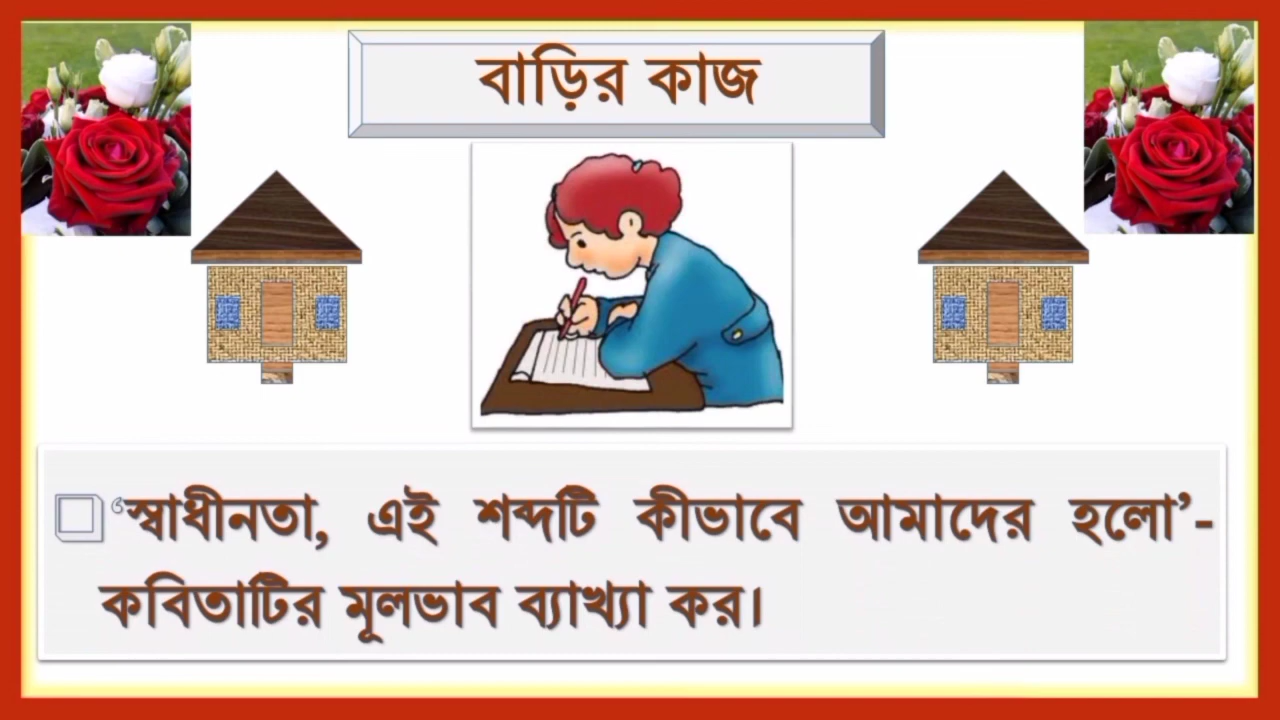 বাড়ির কাজ
‘স্বাধীনতা, এই শব্দটি কীভাবে আমাদের হলো’-
কবিতাটির মূলভাব ব্যাখ্যা কর।